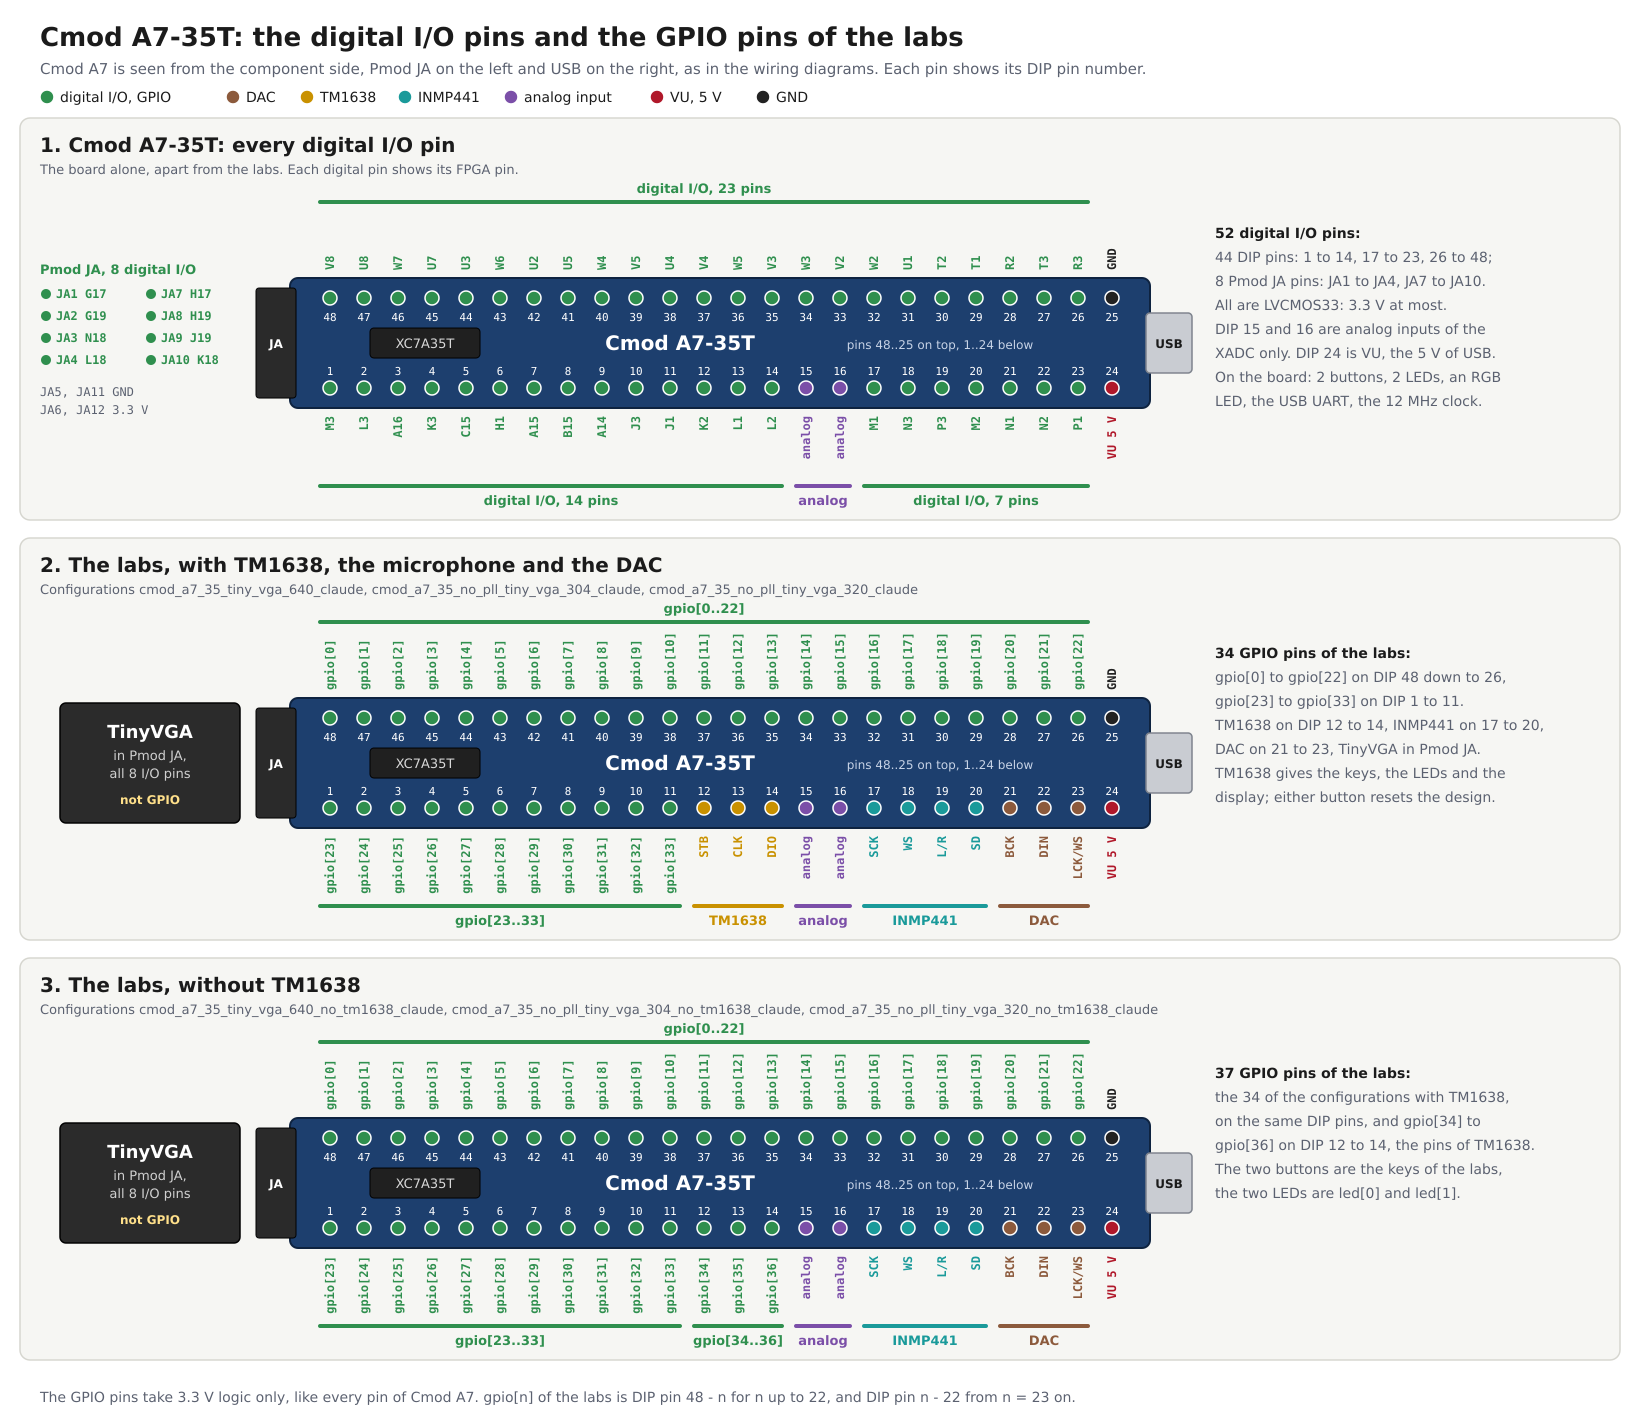 Cmod A7-35T: the digital I/O pins and the GPIO pins of the labs
Cmod A7 is seen from the component side, Pmod JA on the left and USB on the right, as in the wiring diagrams. Each pin shows its DIP pin number.
digital I/O, GPIO DAC TM1638 INMP441 analog input VU, 5 V GND
1. Cmod A7-35T: every digital I/O pin
The board alone, apart from the labs. Each digital pin shows its FPGA pin.
digital I/O, 23 pins
V8 U8 W7 U7 U3 W6 U2 U5 W4 V5 U4 V4 W5 V3 W3 V2 W2 U1 T2 T1 R2 T3 R3 GND
48 47 46 45 44 43 42 41 40 39 38 37 36 35 34 33 32 31 30 29 28 27 26 25
Pmod JA, 8 digital I/O
JA1 G17 JA7 H17
JA2 G19 JA8 H19
JA3 N18 JA9 J19
JA4 L18 JA10 K18
JA5, JA11 GND
JA6, JA12 3.3 V
JA XC7A35T Cmod A7-35T pins 48..25 on top, 1..24 below USB
1 2 3 4 5 6 7 8 9 10 11 12 13 14 15 16 17 18 19 20 21 22 23 24
M3 L3 A16 K3 C15 H1 A15 B15 A14 J3 J1 K2 L1 L2 analog analog M1 N3 P3 M2 N1 N2 P1 VU 5 V
digital I/O, 14 pins analog digital I/O, 7 pins
52 digital I/O pins:
44 DIP pins: 1 to 14, 17 to 23, 26 to 48;
8 Pmod JA pins: JA1 to JA4, JA7 to JA10.
All are LVCMOS33: 3.3 V at most.
DIP 15 and 16 are analog inputs of the
XADC only. DIP 24 is VU, the 5 V of USB.
On the board: 2 buttons, 2 LEDs, an RGB
LED, the USB UART, the 12 MHz clock.
2. The labs, with TM1638, the microphone and the DAC
Configurations cmod_a7_35_tiny_vga_640_claude, cmod_a7_35_no_pll_tiny_vga_304_claude, cmod_a7_35_no_pll_tiny_vga_320_claude
gpio[0..22]
gpio[0] gpio[1] gpio[2] gpio[3] gpio[4] gpio[5] gpio[6] gpio[7] gpio[8] gpio[9] gpio[10] gpio[11] gpio[12] gpio[13] gpio[14] gpio[15] gpio[16] gpio[17] gpio[18] gpio[19] gpio[20] gpio[21] gpio[22] GND
48 47 46 45 44 43 42 41 40 39 38 37 36 35 34 33 32 31 30 29 28 27 26 25
TinyVGA
in Pmod JA,
all 8 I/O pins
not GPIO
JA XC7A35T Cmod A7-35T pins 48..25 on top, 1..24 below USB
1 2 3 4 5 6 7 8 9 10 11 12 13 14 15 16 17 18 19 20 21 22 23 24
gpio[23] gpio[24] gpio[25] gpio[26] gpio[27] gpio[28] gpio[29] gpio[30] gpio[31] gpio[32] gpio[33] STB CLK DIO analog analog SCK WS L/R SD BCK DIN LCK/WS VU 5 V
gpio[23..33] TM1638 analog INMP441 DAC
34 GPIO pins of the labs:
gpio[0] to gpio[22] on DIP 48 down to 26,
gpio[23] to gpio[33] on DIP 1 to 11.
TM1638 on DIP 12 to 14, INMP441 on 17 to 20,
DAC on 21 to 23, TinyVGA in Pmod JA.
TM1638 gives the keys, the LEDs and the
display; either button resets the design.
3. The labs, without TM1638
Configurations cmod_a7_35_tiny_vga_640_no_tm1638_claude, cmod_a7_35_no_pll_tiny_vga_304_no_tm1638_claude, cmod_a7_35_no_pll_tiny_vga_320_no_tm1638_claude
gpio[0..22]
gpio[0] gpio[1] gpio[2] gpio[3] gpio[4] gpio[5] gpio[6] gpio[7] gpio[8] gpio[9] gpio[10] gpio[11] gpio[12] gpio[13] gpio[14] gpio[15] gpio[16] gpio[17] gpio[18] gpio[19] gpio[20] gpio[21] gpio[22] GND
48 47 46 45 44 43 42 41 40 39 38 37 36 35 34 33 32 31 30 29 28 27 26 25
TinyVGA
in Pmod JA,
all 8 I/O pins
not GPIO
JA XC7A35T Cmod A7-35T pins 48..25 on top, 1..24 below USB
1 2 3 4 5 6 7 8 9 10 11 12 13 14 15 16 17 18 19 20 21 22 23 24
gpio[23] gpio[24] gpio[25] gpio[26] gpio[27] gpio[28] gpio[29] gpio[30] gpio[31] gpio[32] gpio[33] gpio[34] gpio[35] gpio[36] analog analog SCK WS L/R SD BCK DIN LCK/WS VU 5 V
gpio[23..33] gpio[34..36] analog INMP441 DAC
37 GPIO pins of the labs:
the 34 of the configurations with TM1638,
on the same DIP pins, and gpio[34] to
gpio[36] on DIP 12 to 14, the pins of TM1638.
The two buttons are the keys of the labs,
the two LEDs are led[0] and led[1].
The GPIO pins take 3.3 V logic only, like every pin of Cmod A7. gpio[n] of the labs is DIP pin 48 - n for n up to 22, and DIP pin n - 22 from n = 23 on.